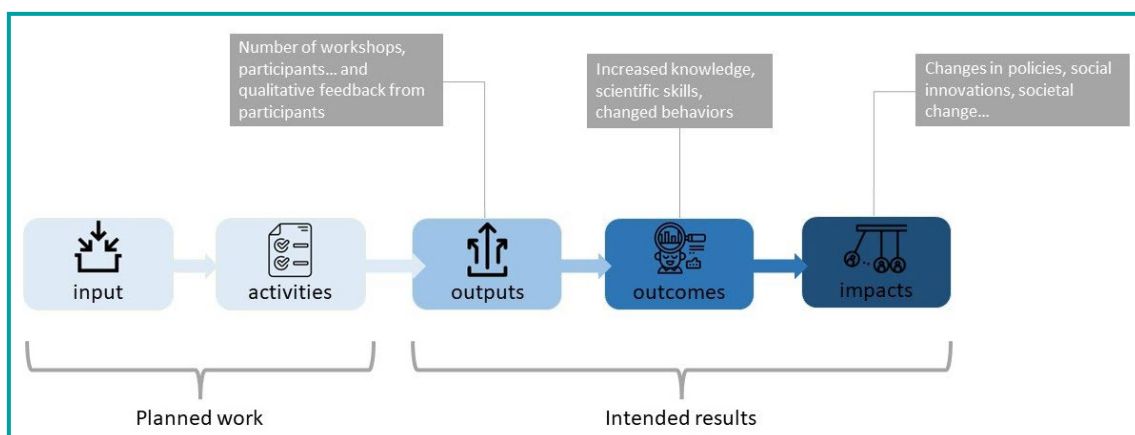 Number of workshops,
participants... and
qualitative feedback from
participants
Increased knowledge,
scientific skills,
changed behaviors
Changes in policies, social
innovations, societal
change...
input
activities
outputs
outcomes
impacts
Planned work
Intended results